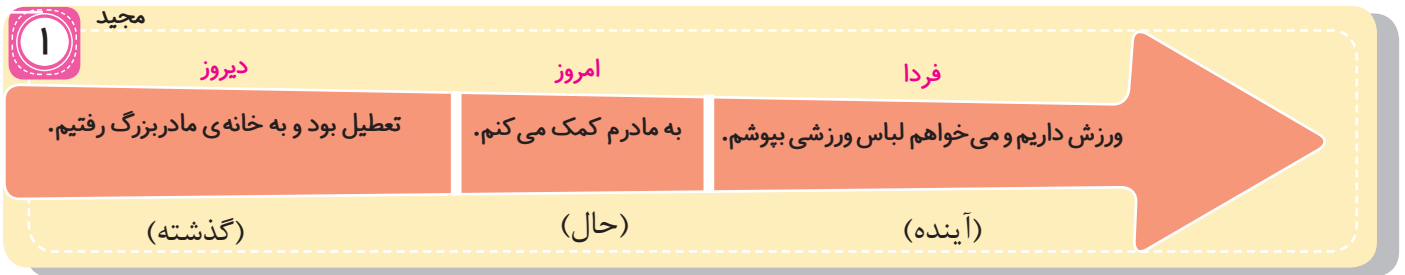 ۱
مجید
دیروز
امروز
فردا
تعطیل بود و به خانه‌ی مادربزرگ رفتیم.
به مادرم کمک می‌کنم.
ورزش داریم و می‌خواهم لباس ورزشی بپوشم.
(گذشته)
(حال)
(آینده)